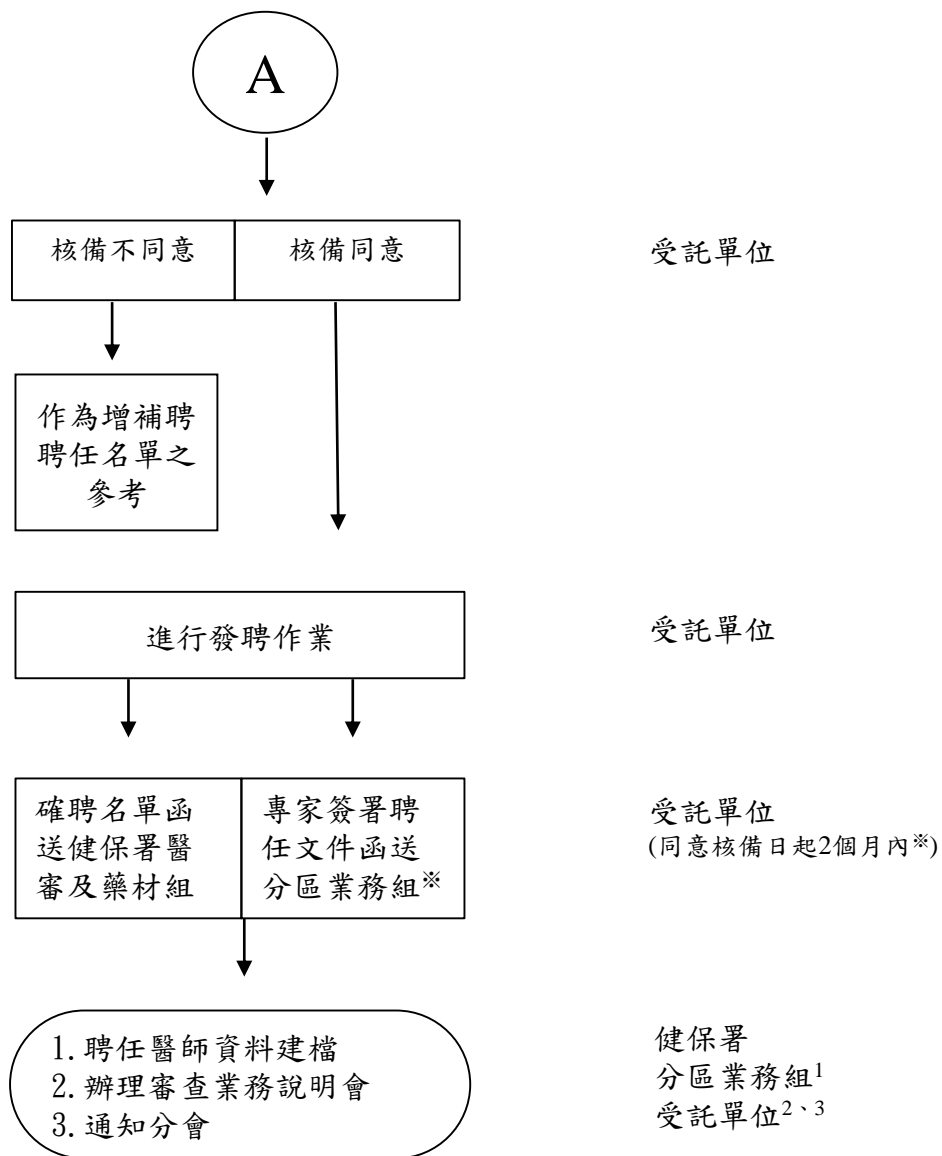 A
核備不同意
核備同意
受託單位
作為增補聘
聘任名單之
參考
進行發聘作業
受託單位
確聘名單函
送健保署醫
審及藥材組
專家簽署聘
任文件函送
分區業務組※
受託單位
(同意核備日起2個月內※)
1.聘任醫師資料建檔
2.辦理審查業務說明會
3.通知分會
健保署
分區業務組1
受託單位2、3